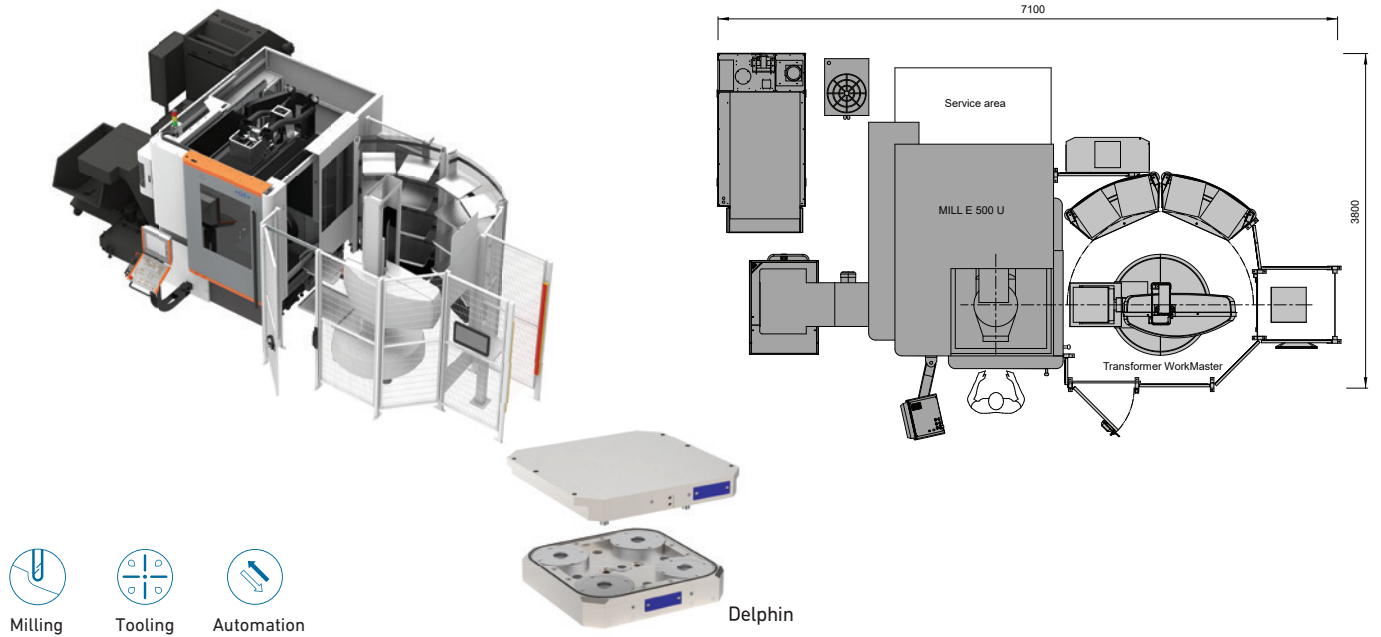 7100
Service area
MILL E 500 U
3800
Transformer WorkMaster
Delphin
Milling
Tooling
Automation